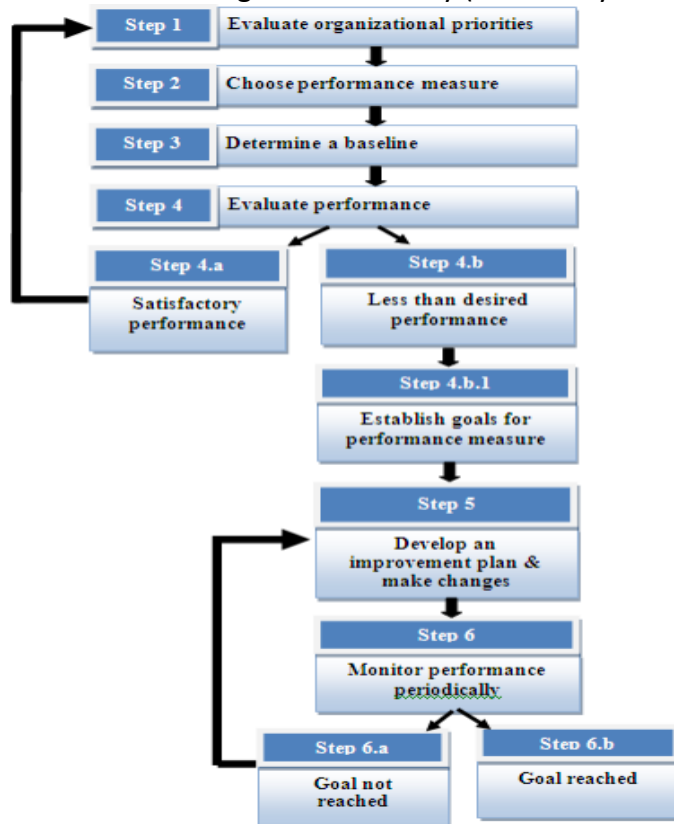 Step 1
Evaluate organizational priorities
Step 2
Choose performance measure
Step 3
Determine a baseline
Step 4
Evaluate performance
Step 4.a
Satisfactory
performance
Step 4.b
Less than desired
performance
Step 4.b.1
Establish goals for
performance measure
Step 5
Develop an
improvement plan &
make changes
Step 6
Monitor performance
periodically
Step 6.a
Goal not
reached
Step 6.b
Goal reached